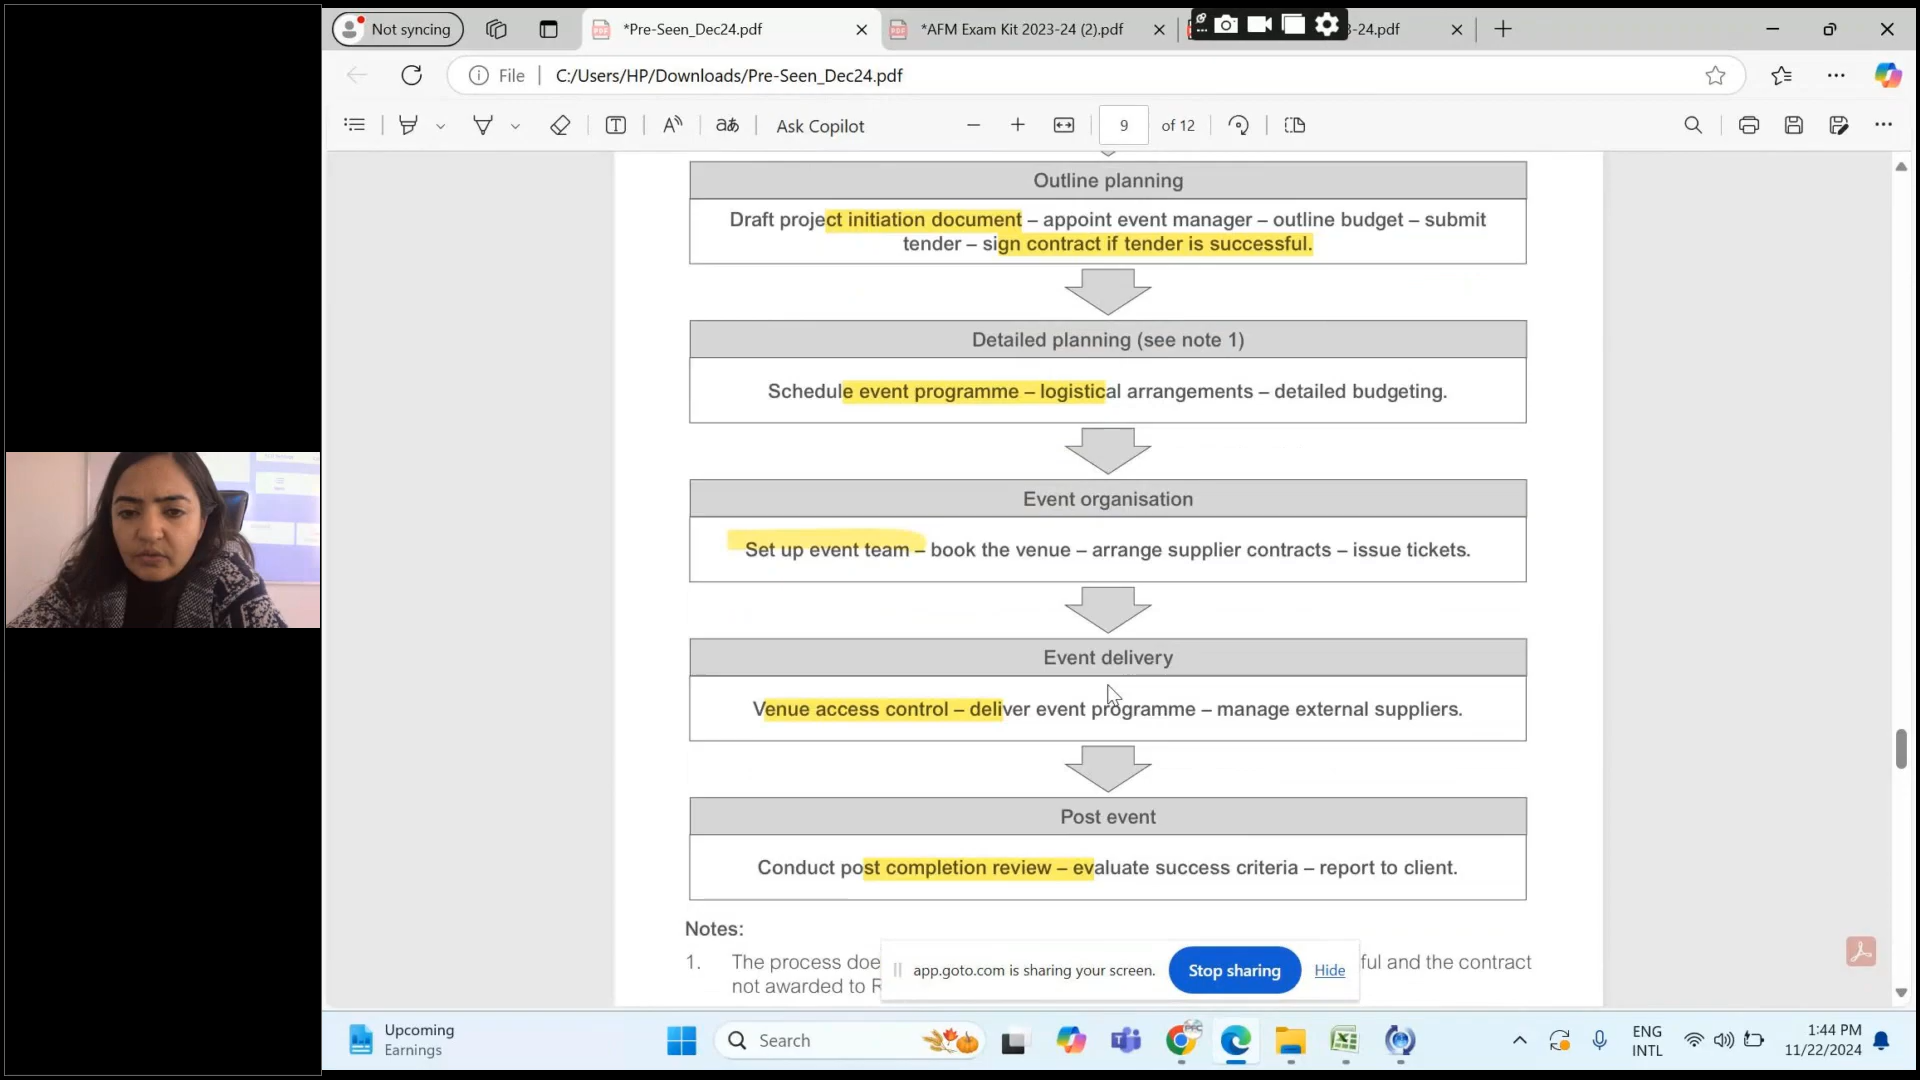 Not syncing
*Pre-Seen_Dec24.pdf
*AFM Exam Kit 2023-24 (2).pdf
3-24.pdf
File
C:/Users/HP/Downloads/Pre-Seen_Dec24.pdf
Ask Copilot
9
of 12
Outline planning
Draft project initiation document – appoint event manager – outline budget – submit
tender – sign contract if tender is successful.
Detailed planning (see note 1)
Schedule event programme – logistical arrangements – detailed budgeting.
Event organisation
Set up event team – book the venue – arrange supplier contracts – issue tickets.
Event delivery
Venue access control – deliver event programme – manage external suppliers.
Post event
Conduct post completion review – evaluate success criteria – report to client.
Notes:
1. The process doe
ful and the contract
not awarded to
app.goto.com is sharing your screen.
Stop sharing
Hide
Upcoming
Earnings
Search
ENG
INTL
1:44 PM
11/22/2024